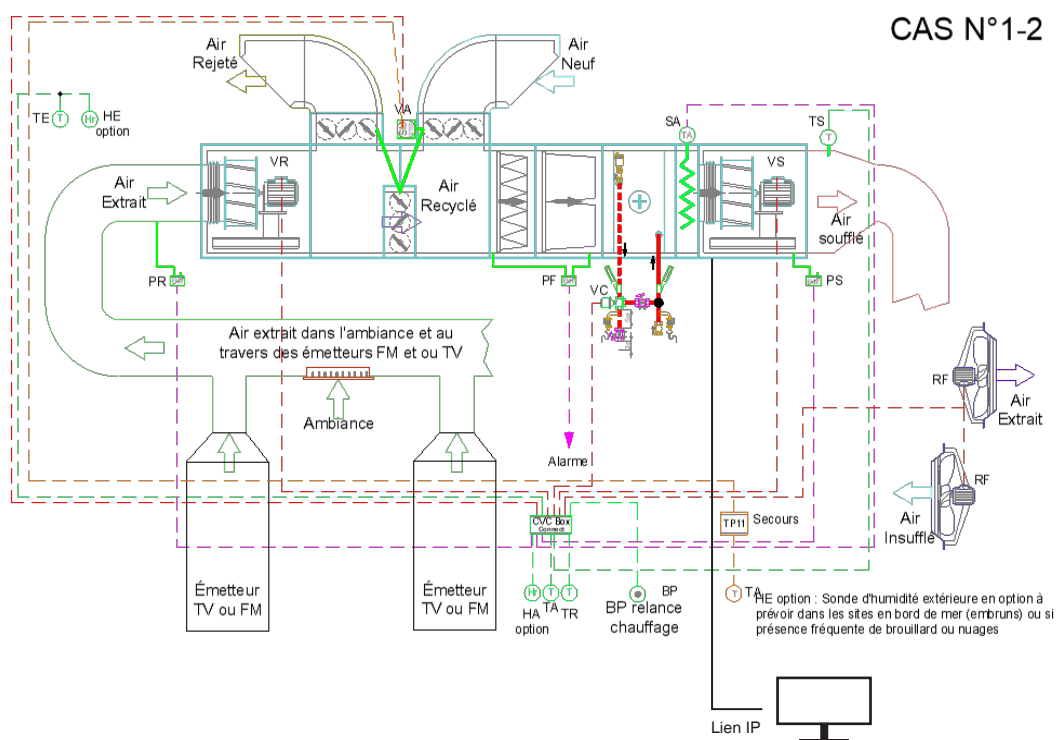 CAS N°1-2
Air
Rejeté
Air
Neuf
VA
TE
T
Hr
HE
option
SA
TA
TS
T
VR
VS
Air
Extrait
Air
Recyclé
Air
soufflé
PR
PF
VC
PS
Air extrait dans l'ambiance et au
travers des émetteurs FM et ou TV
Ambiance
RF
Air
Extrait
Alarme
RF
Air
Insufflé
CVC Box
Connect
TP11
Secours
Émetteur
TV ou FM
Émetteur
TV ou FM
Hr
T
T
HA
option
TA
TR
BP
BP relance
chauffage
T
TA
HE option : Sonde d'humidité extérieure en option à
prévoir dans les sites en bord de mer (embruns) ou si
présence fréquente de brouillard ou nuages
Lien IP